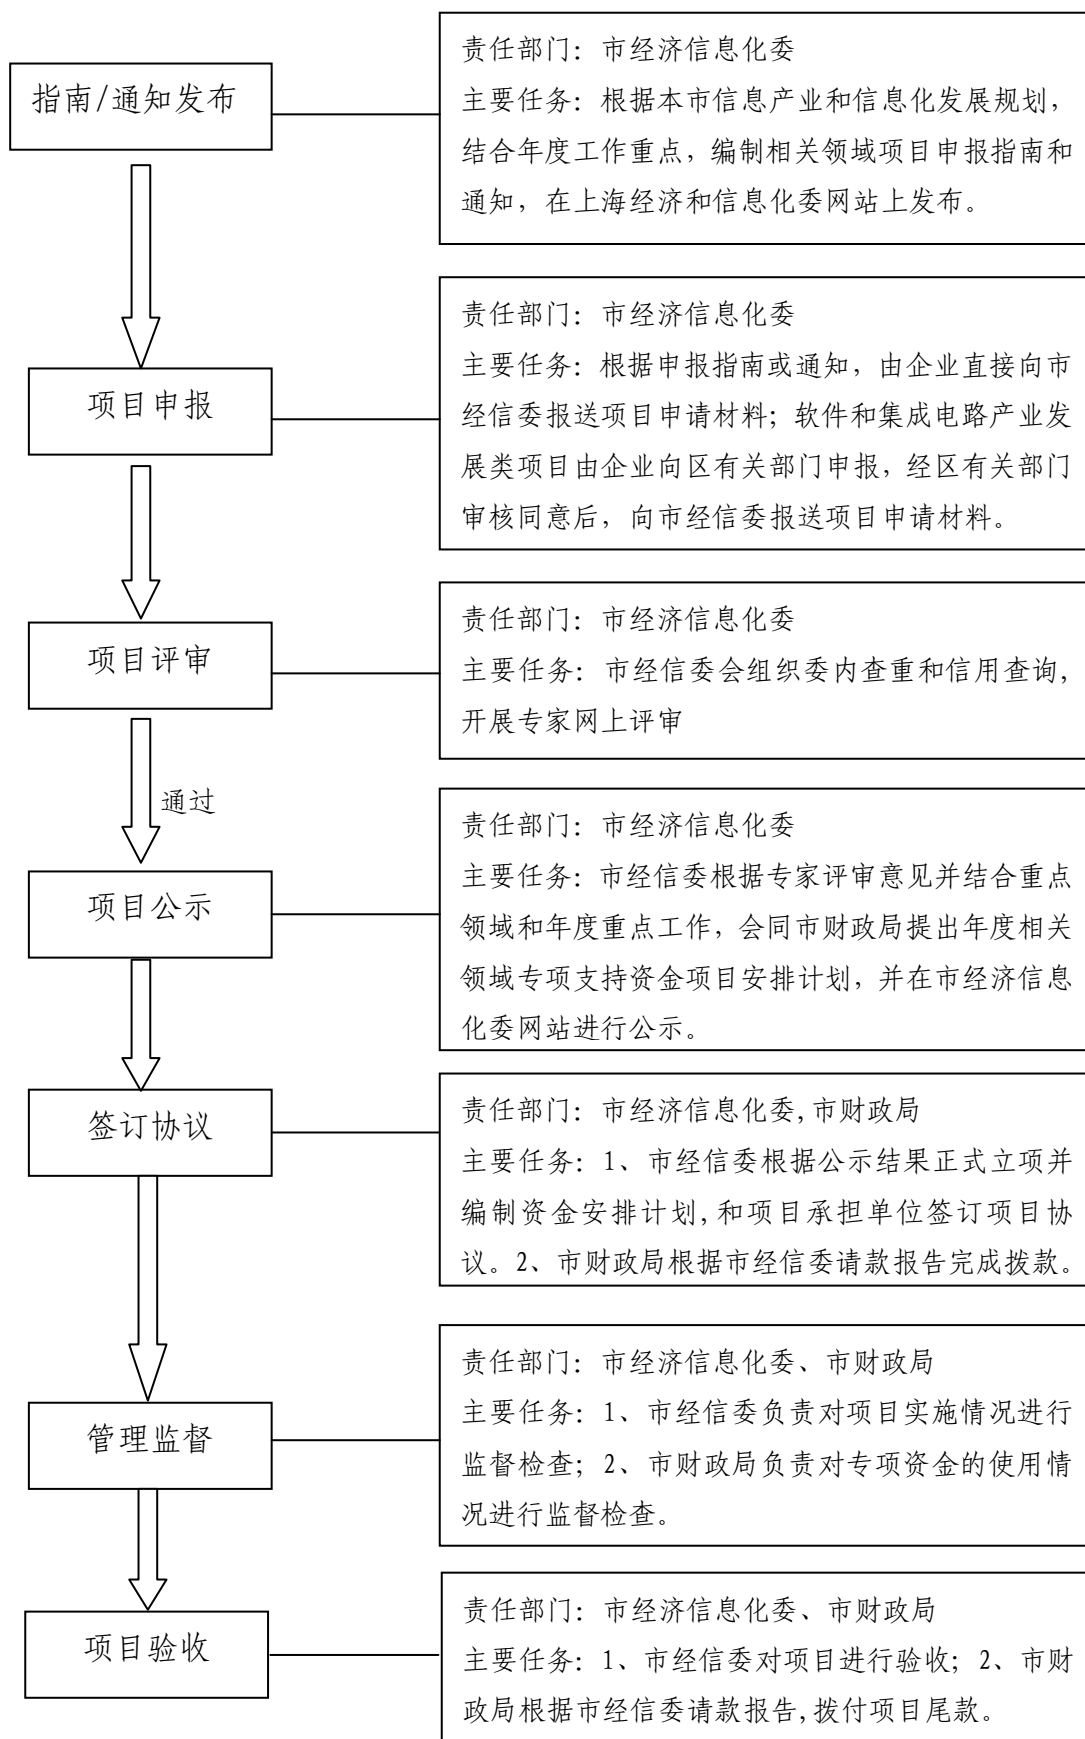 指南/通知发布
责任部门：市经济信息化委
主要任务：根据本市信息产业和信息化发展规划，
结合年度工作重点，编制相关领域项目申报指南和
通知，在上海经济和信息化委网站上发布。
项目申报
责任部门：市经济信息化委
主要任务：根据申报指南或通知，由企业直接向市
经信委报送项目申请材料；软件和集成电路产业发
展类项目由企业向区有关部门申报，经区有关部门
审核同意后，向市经信委报送项目申请材料。
项目评审
责任部门：市经济信息化委
主要任务： 市经信委会组织委内查重和信用查询，
开展专家网上评审
通过
项目公示
责任部门：市经济信息化委
主要任务：市经信委根据专家评审意见并结合重点
领域和年度重点工作，会同市财政局提出年度相关
领域专项支持资金项目安排计划，并在市经济信息
化委网站进行公示。
签订协议
责任部门：市经济信息化委,市财政局
主要任务：1、市经信委根据公示结果正式立项并
编制资金安排计划,和项目承担单位签订项目协
议。2、市财政局根据市经信委请款报告完成拨款。
管理监督
责任部门：市经济信息化委、市财政局
主要任务：1、市经信委负责对项目实施情况进行
监督检查；2、市财政局负责对专项资金的使用情
况进行监督检查。
项目验收
责任部门：市经济信息化委、市财政局
主要任务：1、市经信委对项目进行验收；2、市财
政局根据市经信委请款报告,拨付项目尾款。